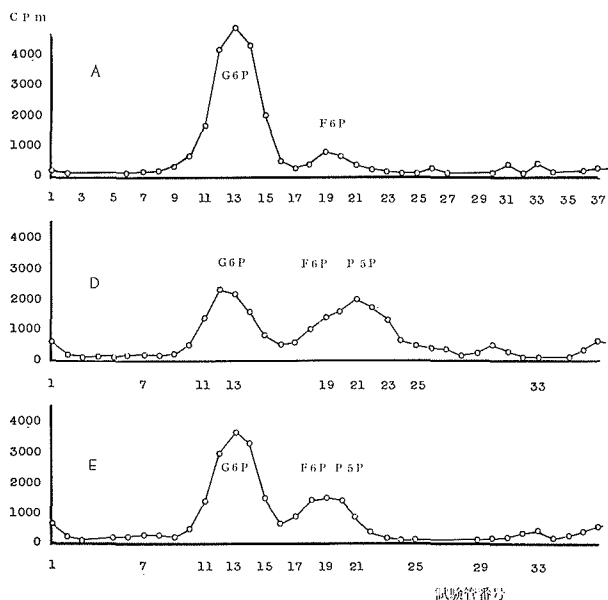 CPm
4000
A
G6P
3000
2000
F6P
1000
0
1 3 5 7 9 11 13 15 17 19 21 23 25 27 29 31 33 35 37
4000
G6P F6P P5P
3000
D
2000
1000
0
1 7 11 13 19 21 23 25 33
4000
3000
E
G6P F6P P5P
2000
1000
0
1 7 11 13 15 17 19 21 23 25 29 31 33 37
試験管番号